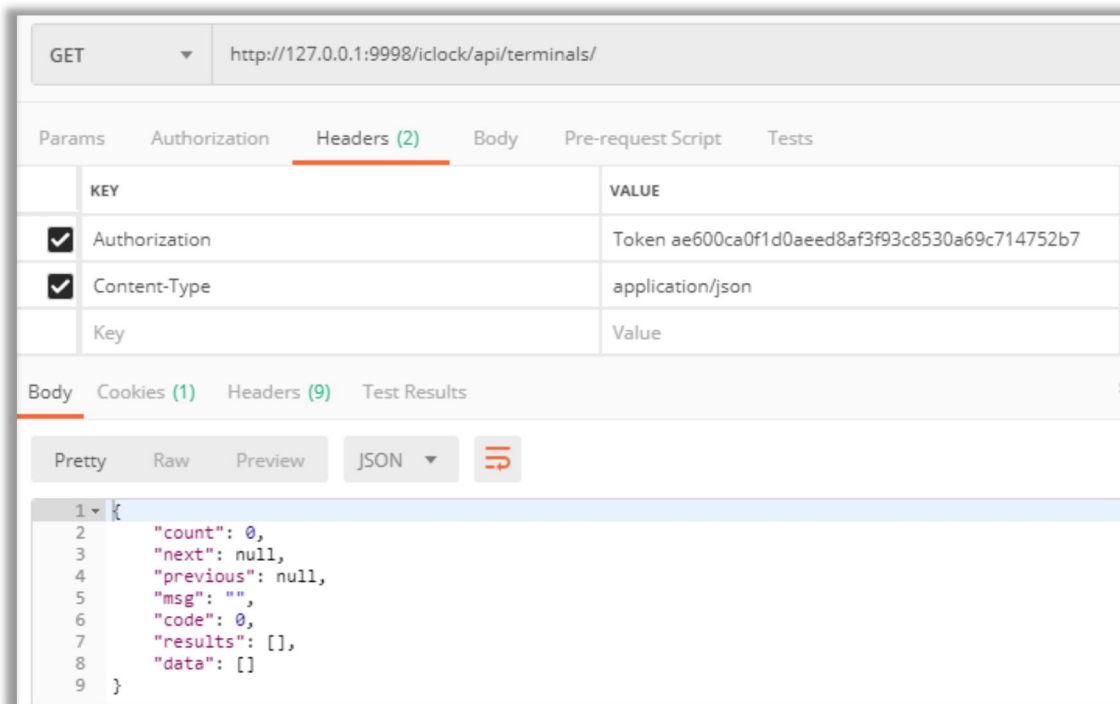 GET http://127.0.0.1:9998/iclock/api/terminals/
Params Authorization Headers (2) Body Pre-request Script Tests
KEY VALUE
Authorization Token ae600ca0f1d0aeed8af3f93c8530a69c714752b7
Content-Type application/json
Key Value
Body Cookies (1) Headers (9) Test Results
Pretty Raw Preview JSON
1 {
2 "count": 0,
3 "next": null,
4 "previous": null,
5 "msg": "",
6 "code": 0,
7 "results": [],
8 "data": []
9 }